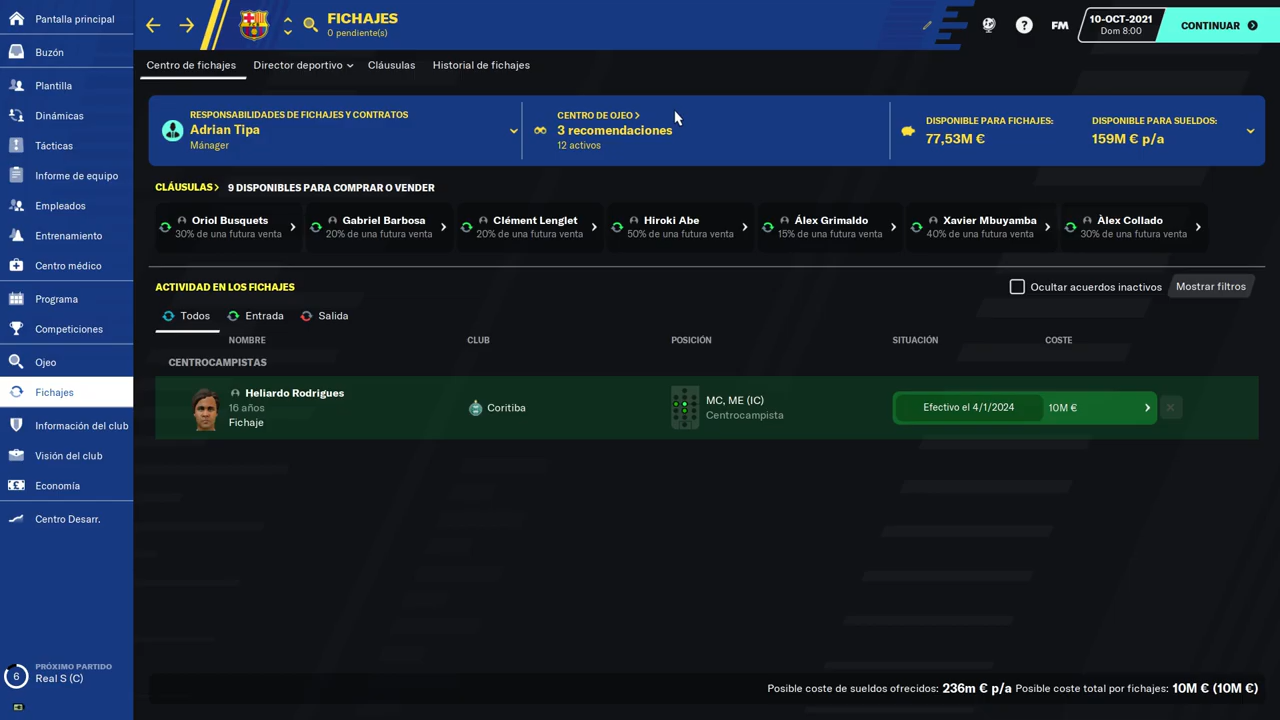 Pantalla principal
Buzón
Plantilla
Dinámicas
Tácticas
Informe de equipo
Empleados
Entrenamiento
Centro médico
Programa
Competiciones
Ojeo
Fichajes
Información del club
Visión del club
Economía
Centro Desarr.
PRÓXIMO PARTIDO
6 Real S (C)
FICHAJES
0 pendiente(s)
FM
10-OCT-2021
Dom 8:00
CONTINUAR
Centro de fichajes Director deportivo Cláusulas Historial de fichajes
RESPONSABILIDADES DE FICHAJES Y CONTRATOS
Adrian Tipa
Mánager
CENTRO DE OJEO >
3 recomendaciones
12 activos
DISPONIBLE PARA FICHAJES:
77,53M €
DISPONIBLE PARA SUELDOS:
159M € p/a
CLÁUSULAS > 9 DISPONIBLES PARA COMPRAR O VENDER
Oriol Busquets
30% de una futura venta
Gabriel Barbosa
20% de una futura venta
Clément Lenglet
20% de una futura venta
Hiroki Abe
50% de una futura venta
Álex Grimaldo
15% de una futura venta
Xavier Mbuyamba
40% de una futura venta
Àlex Collado
30% de una futura venta
ACTIVIDAD EN LOS FICHAJES
Ocultar acuerdos inactivos Mostrar filtros
Todos Entrada Salida
NOMBRE CLUB POSICIÓN SITUACIÓN COSTE
CENTROCAMPISTAS
Heliardo Rodrigues
16 años
Fichaje
Coritiba
MC, ME (IC)
Centrocampista
Efectivo el 4/1/2024 10M €
Posible coste de sueldos ofrecidos: 236m € p/a Posible coste total por fichajes: 10M € (10M €)